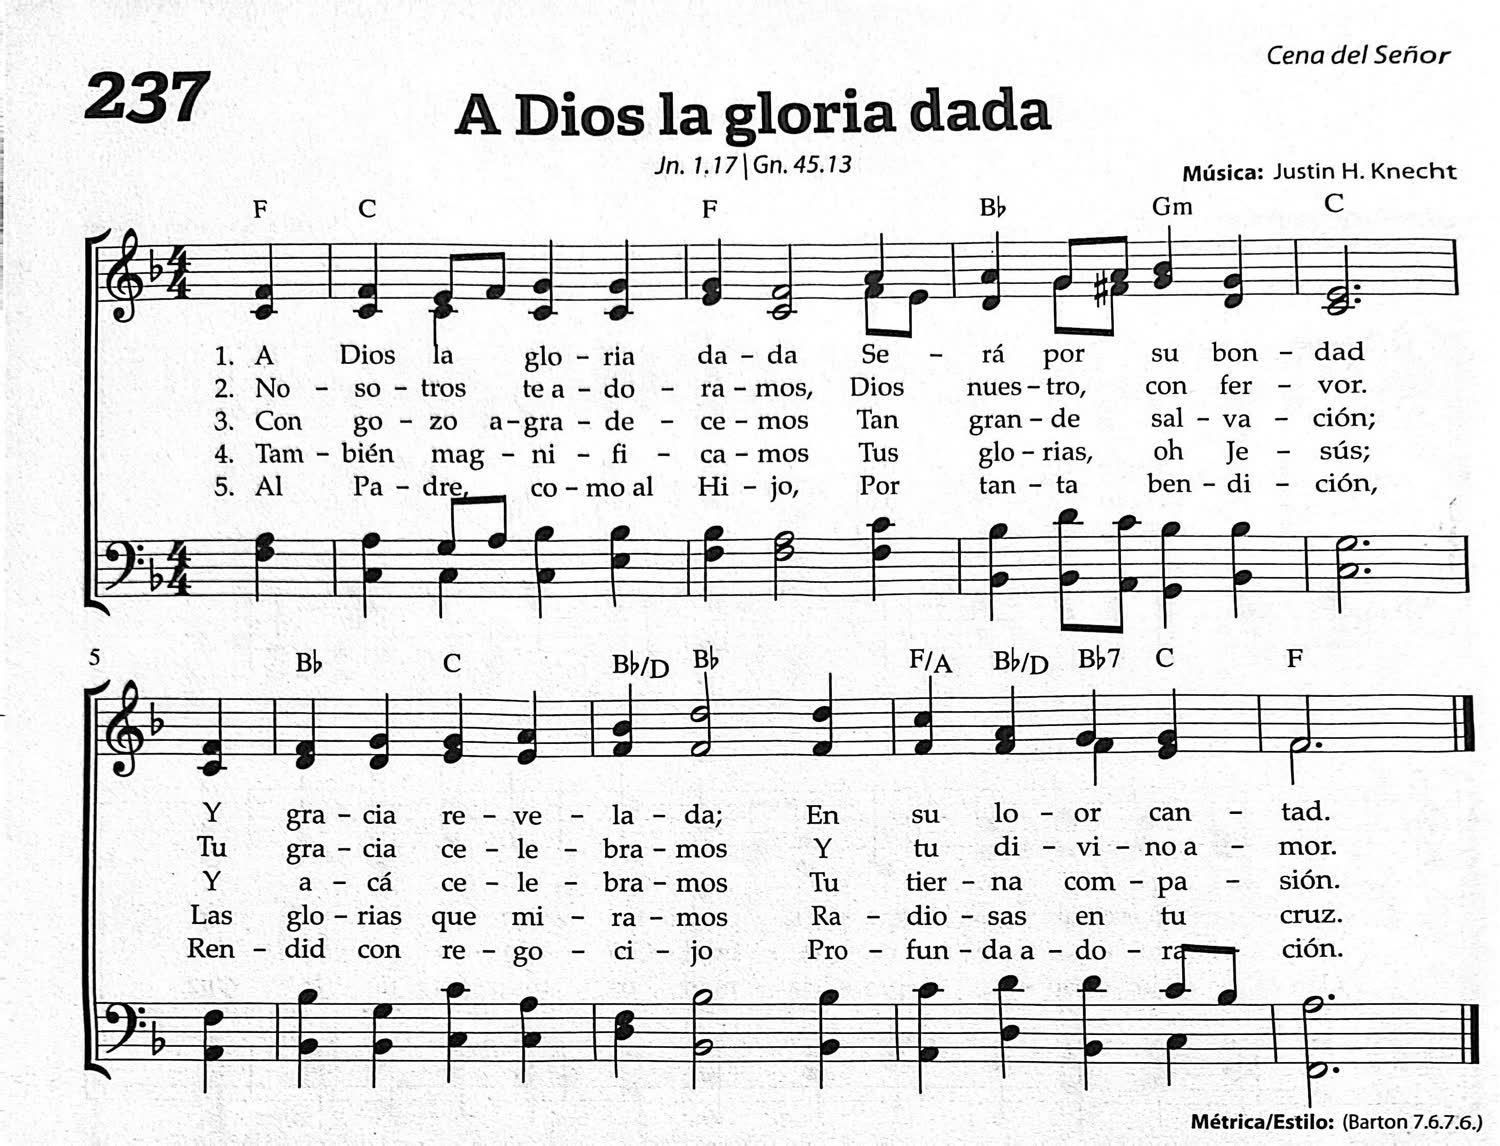 Cena del Señor
237
A Dios la gloria dada
Jn. 1.17 | Gn. 45.13
Música: Justin H. Knecht
F C F B♭ Gm C
1. A Dios la glo – ria da – da Se – rá por su bon – dad
2. No – so – tros te a – do – ra – mos, Dios nues – tro, con fer – vor.
3. Con go – zo a – gra – de – ce – mos Tan gran – de sal – va – ción;
4. Tam – bién mag – ni – fi – ca – mos Tus glo – rias, oh Je – sús;
5. Al Pa – dre, co – mo al Hi – jo, Por tan – ta ben – di – ción,
5 B♭ C B♭/D B♭ F/A B♭/D B♭7 C F
Y gra – cia re – ve – la – da; En su lo – or can – tad.
Tu gra – cia ce – le – bra – mos Y tu di – vi – no a – mor.
Y a – cá ce – le – bra – mos Tu tier – na com – pa – sión.
Las glo – rias que mi – ra – mos Ra – dio – sas en tu cruz.
Ren – did con re – go – ci – jo Pro – fun – da a – do – ra – ción.
Métrica/Estilo: (Barton 7.6.7.6.)